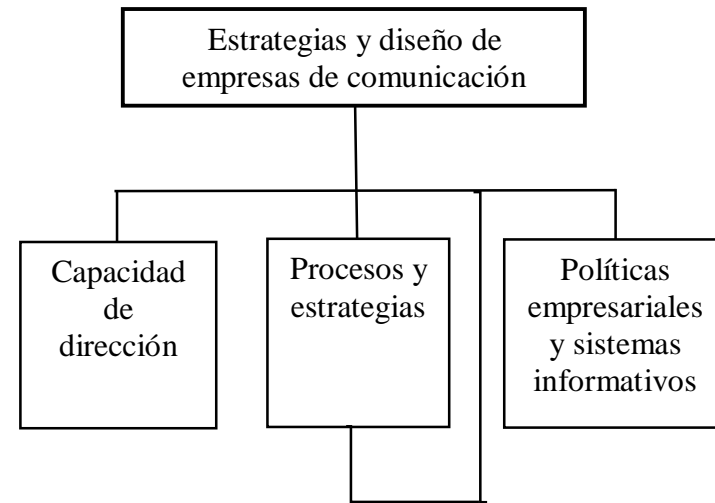 Estrategias y diseño de
empresas de comunicación
Capacidad
de
dirección
Procesos y
estrategias
Políticas
empresariales
y sistemas
informativos